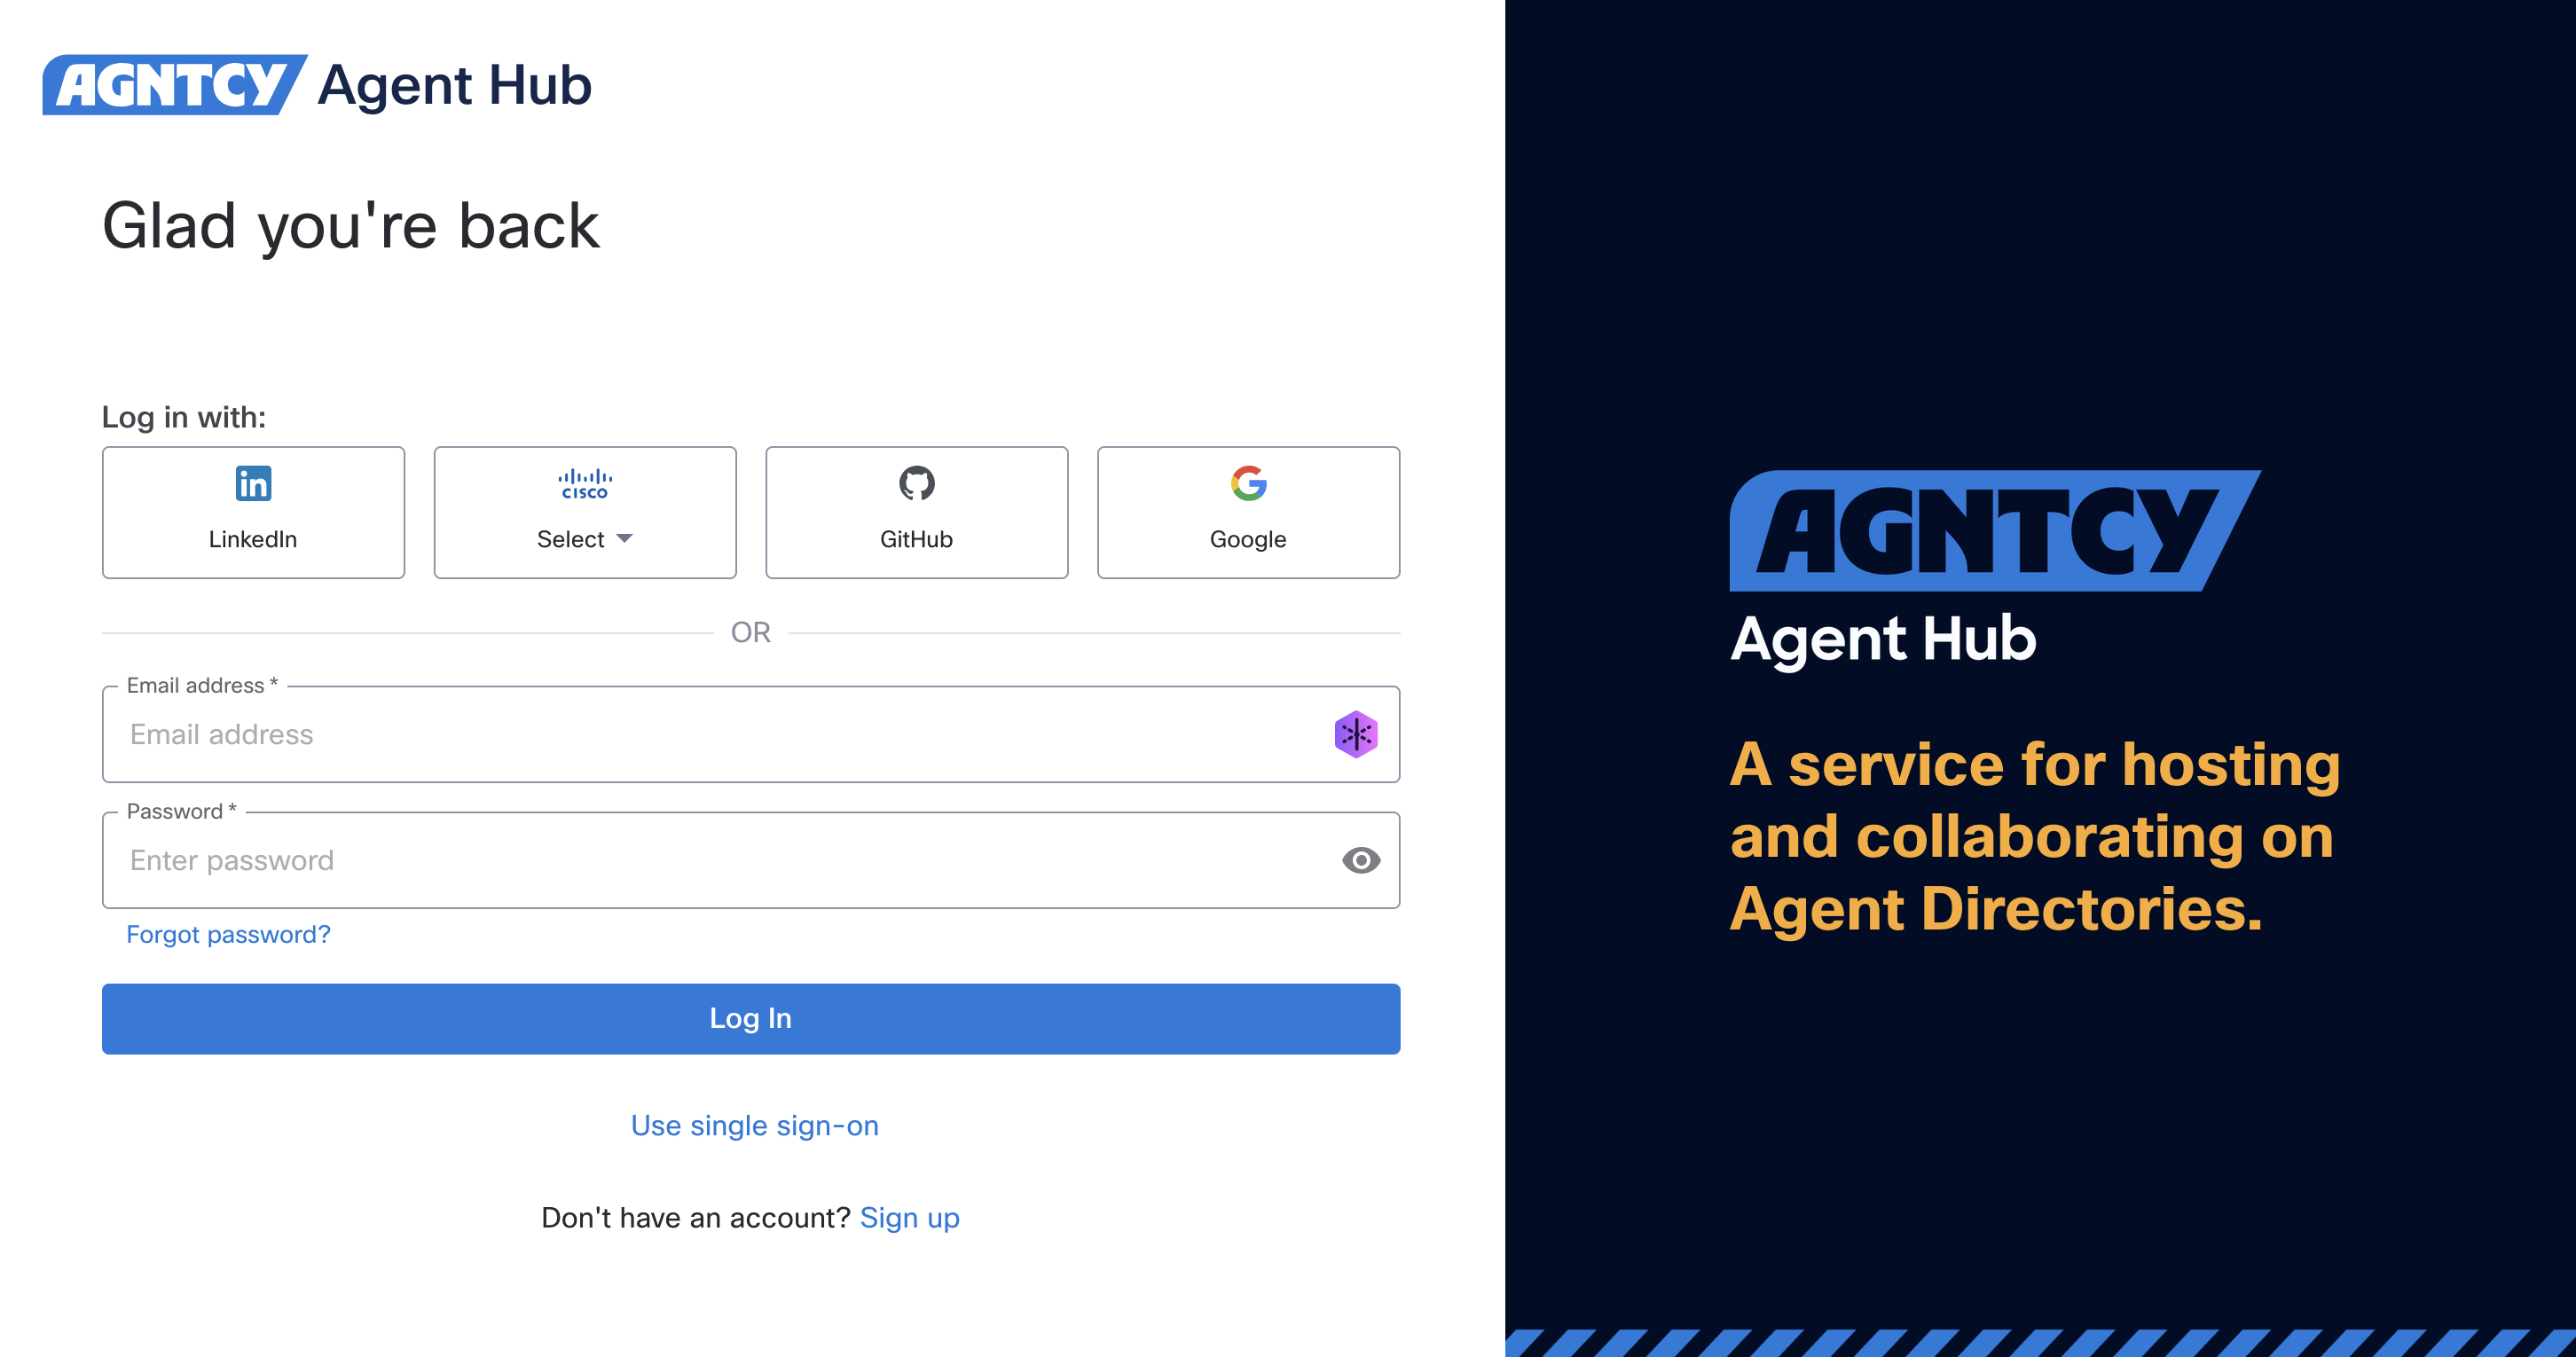 AGNTCY Agent Hub
Glad you're back
Log in with:
in
LinkedIn
CISCO
Select
GitHub
G
Google
OR
Email address *
Email address
Password *
Enter password
Forgot password?
Log In
Use single sign-on
Don't have an account? Sign up
AGNTCY
Agent Hub
A service for hosting
and collaborating on
Agent Directories.